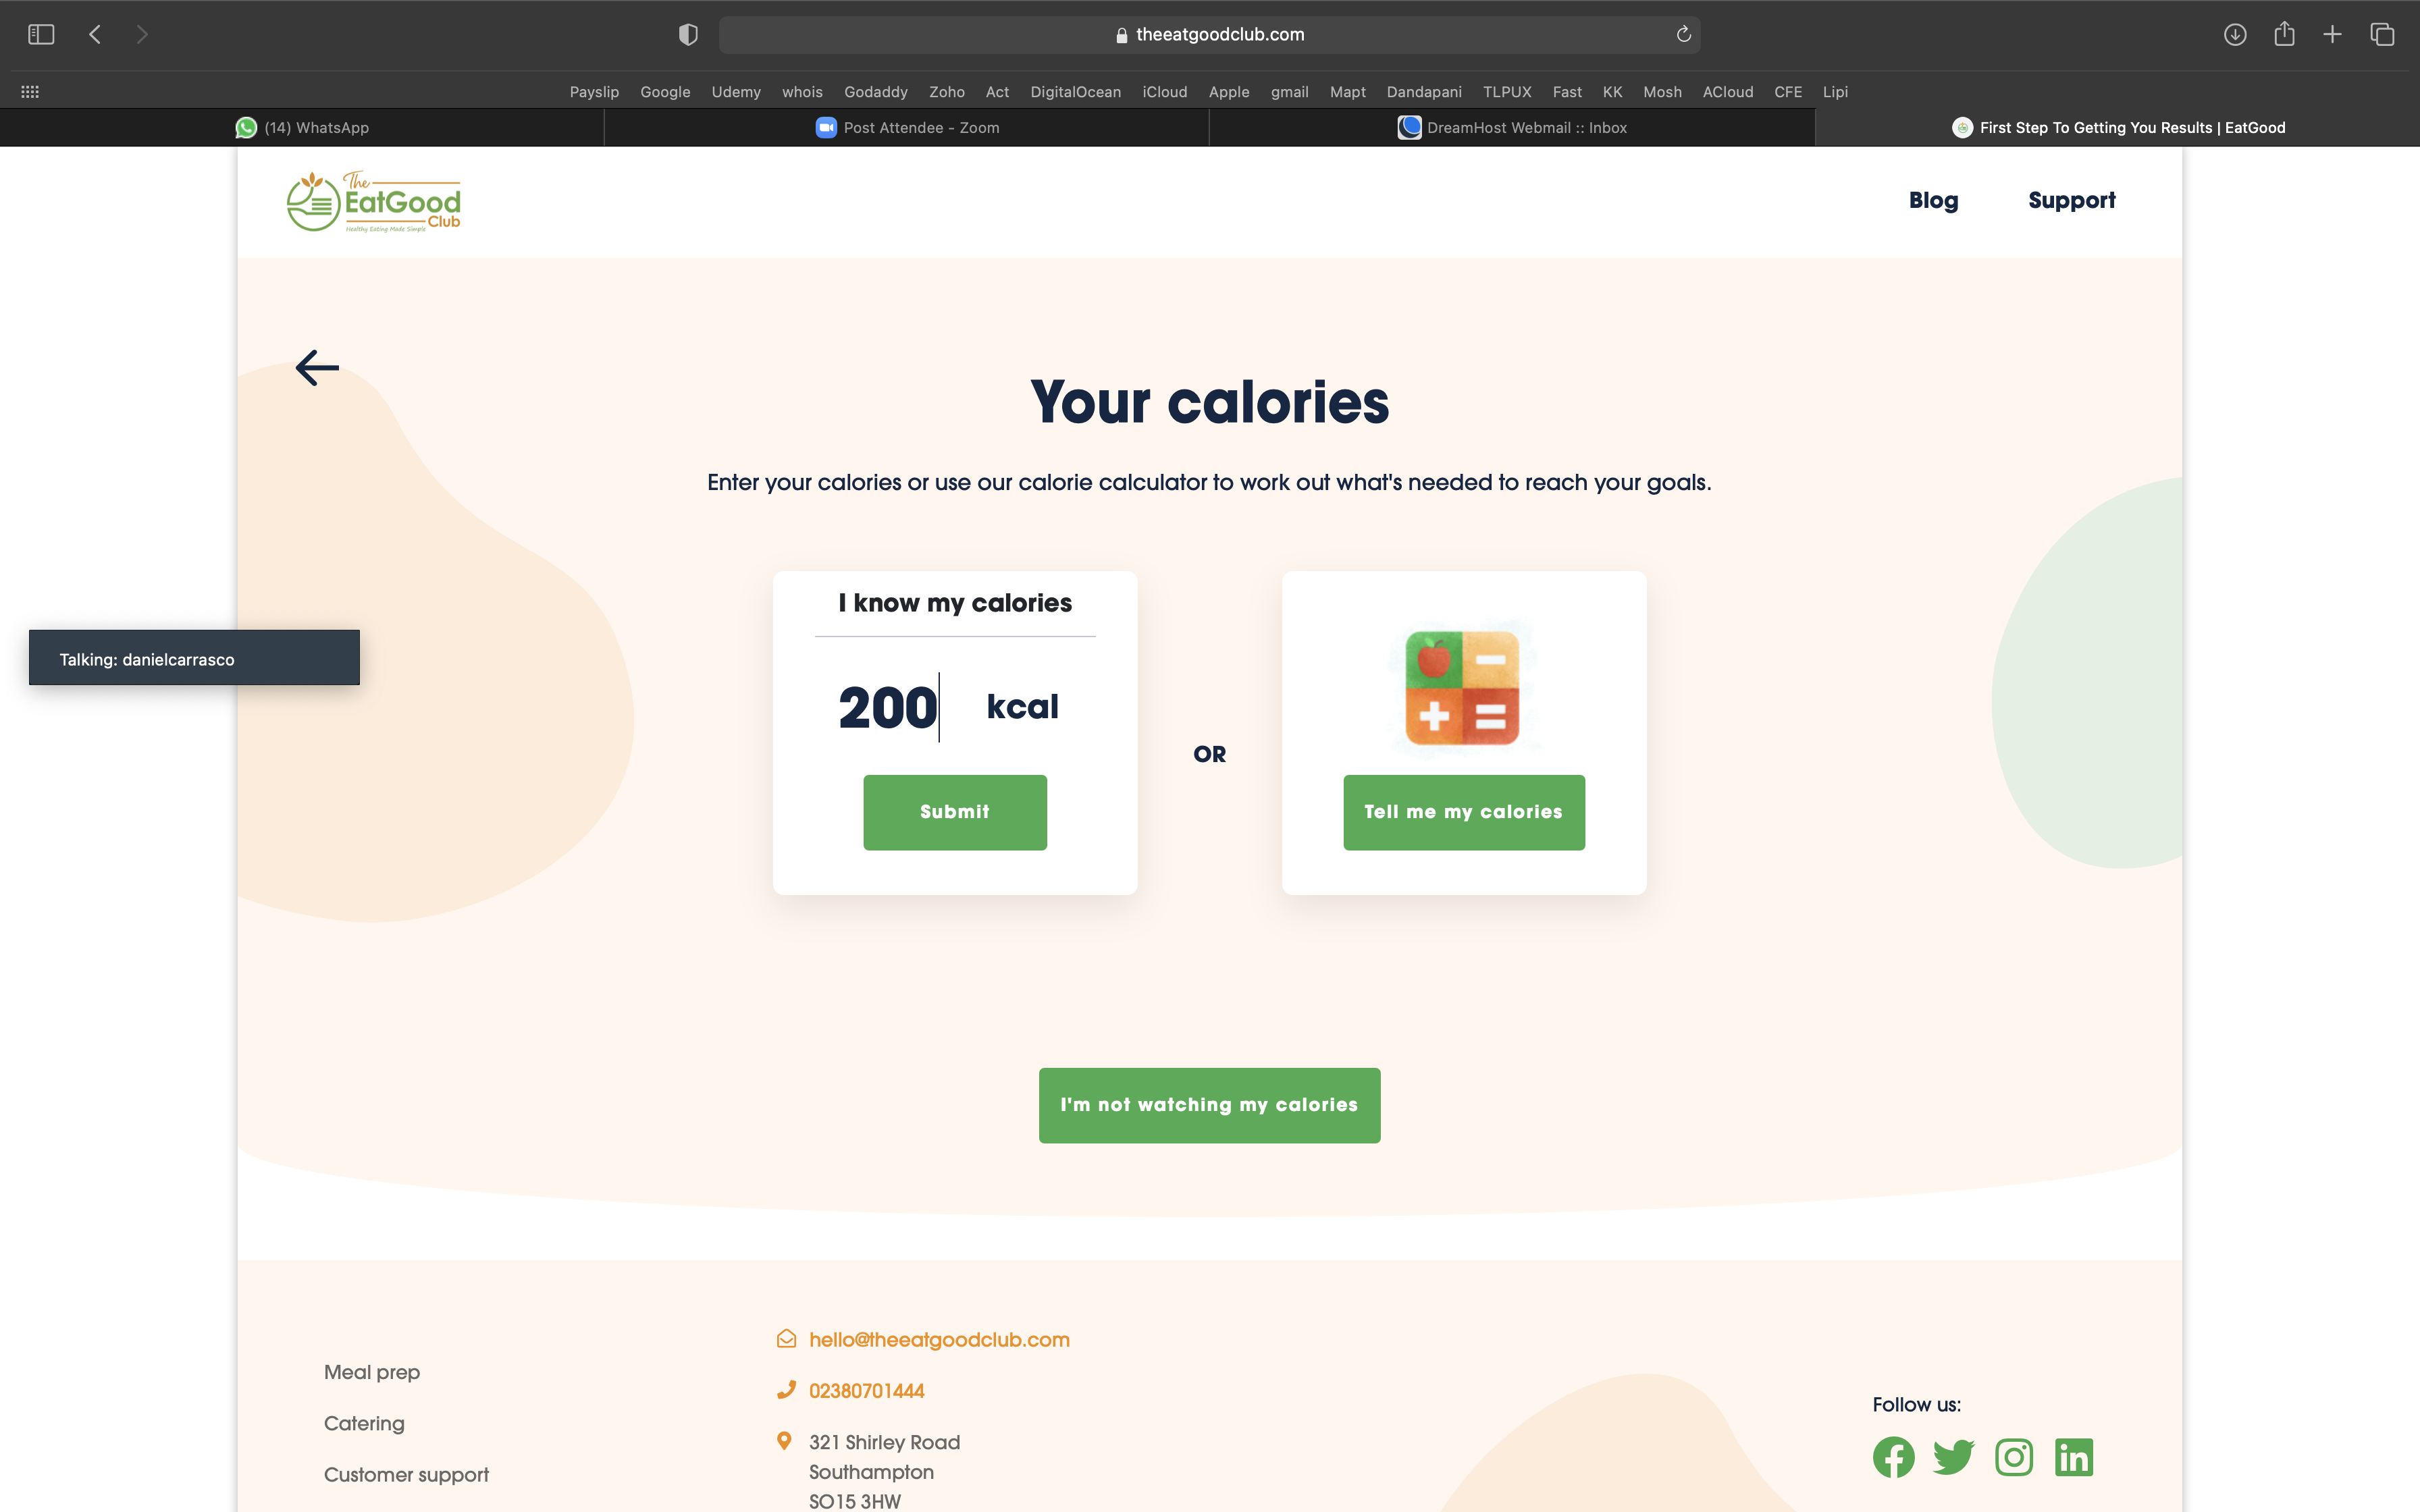 theeatgoodclub.com
Payslip Google Udemy whois Godaddy Zoho Act DigitalOcean iCloud Apple gmail Mapt Dandapani TLPUX Fast KK Mosh ACloud CFE Lipi
(14) WhatsApp
Post Attendee - Zoom
DreamHost Webmail :: Inbox
First Step To Getting You Results | EatGood
The
EatGood
Club
Healthy Eating Made Simple
Blog
Support
Your calories
Enter your calories or use our calorie calculator to work out what's needed to reach your goals.
Talking: danielcarrasco
I know my calories
200 kcal
Submit
OR
Tell me my calories
I'm not watching my calories
Meal prep
Catering
Customer support
hello@theeatgoodclub.com
02380701444
321 Shirley Road
Southampton
SO15 3HW
Follow us: